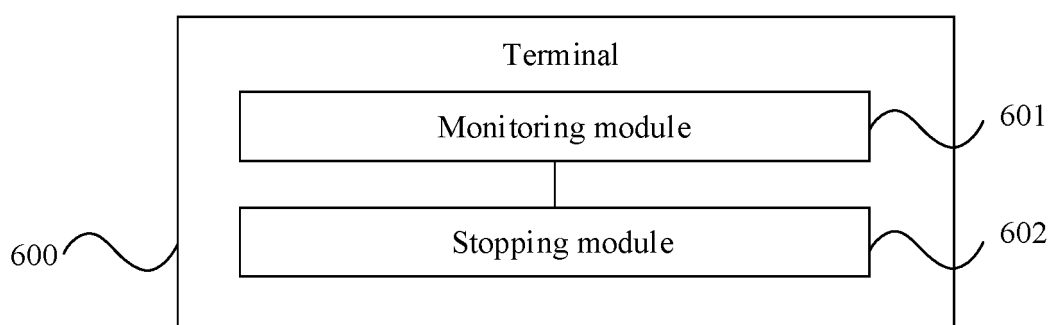 Terminal
Monitoring module
601
Stopping module
602
600